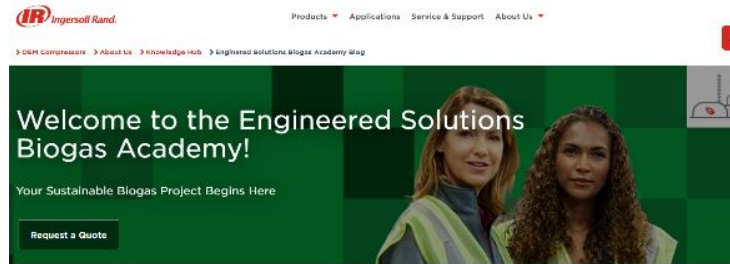 IR Ingersoll Rand.
Products Applications Service & Support About Us
OEM Compressors About Us Knowledge Hub Engineered Solutions Biogas Academy Blog
Welcome to the Engineered Solutions
Biogas Academy!
Your Sustainable Biogas Project Begins Here
Request a Quote